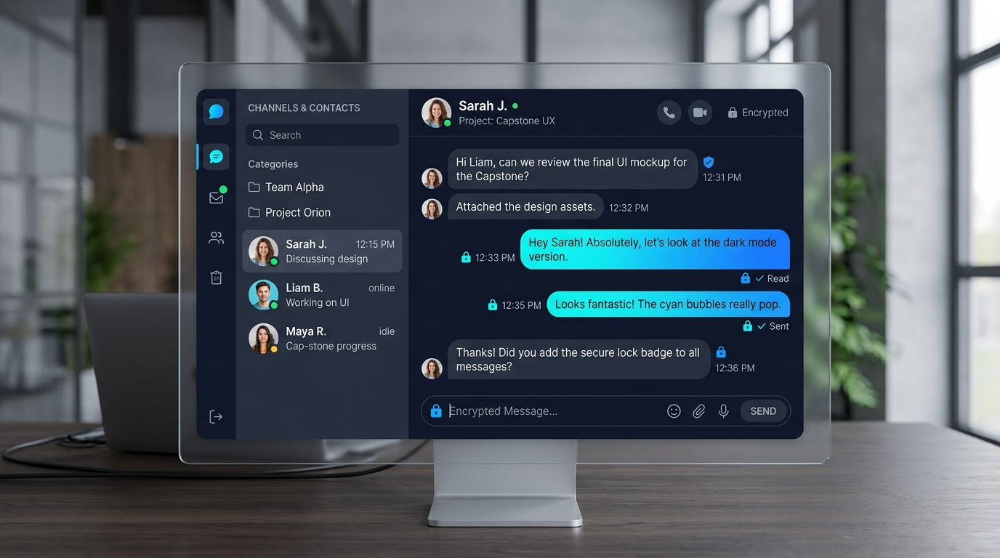 CHANNELS & CONTACTS
Search
Categories
Team Alpha
Project Orion
Sarah J. 12:15 PM
Discussing design
Liam B. online
Working on UI
Maya R. idle
Cap-stone progress
Sarah J.
Project: Capstone UX
Encrypted
Hi Liam, can we review the final UI mockup for
the Capstone?
12:31 PM
Attached the design assets. 12:32 PM
Hey Sarah! Absolutely, let's look at the dark mode
version.
12:33 PM
Read
12:35 PM Looks fantastic! The cyan bubbles really pop.
Sent
Thanks! Did you add the secure lock badge to all
messages?
12:36 PM
Encrypted Message...
SEND